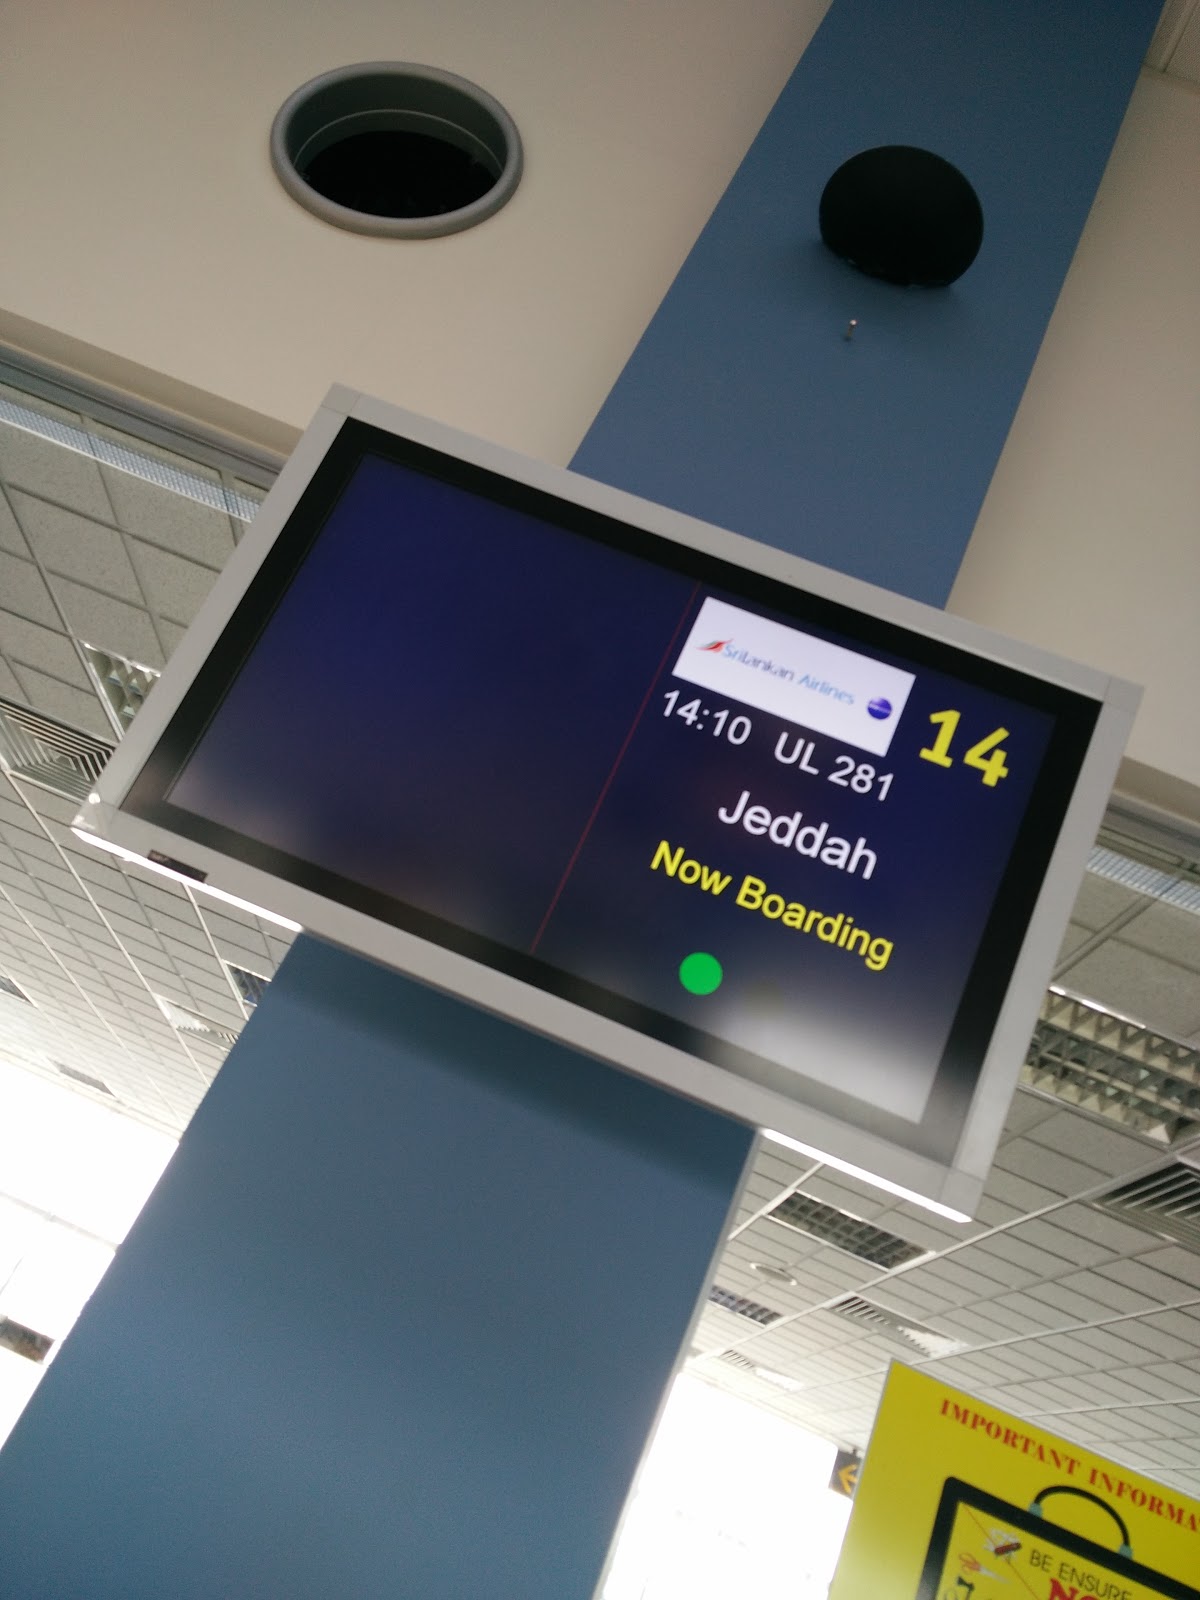 SriLankan Airlines
14
14:10 UL 281
Jeddah
Now Boarding
IMPORTANT INFORMA
BE ENSURE